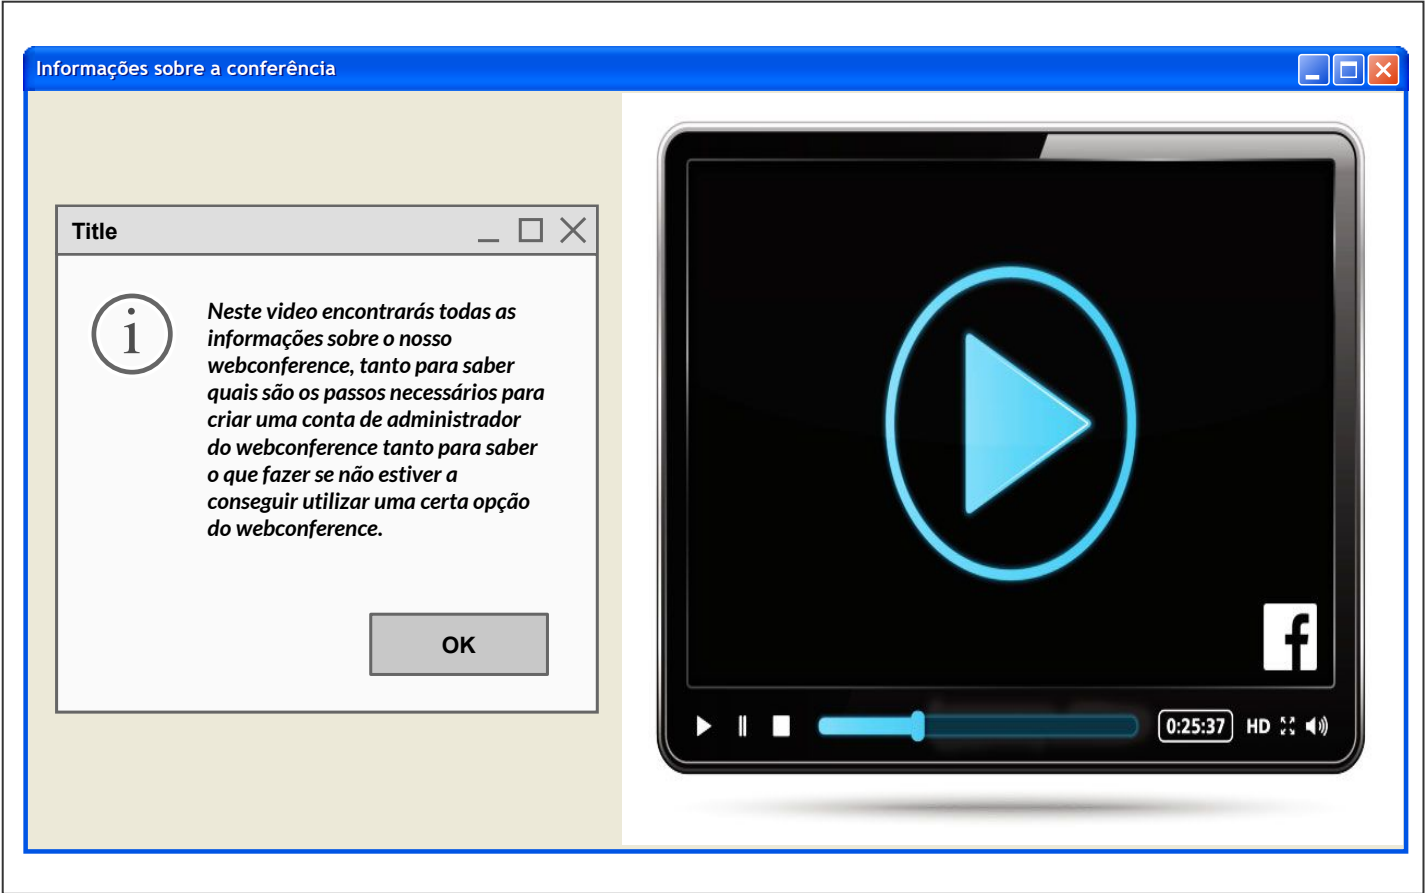 Informações sobre a conferência
Title
Neste video encontrarás todas as
informações sobre o nosso
webconference, tanto para saber
quais são os passos necessários para
criar uma conta de administrador
do webconference tanto para saber
o que fazer se não estiver a
conseguir utilizar uma certa opção
do webconference.
OK
0:25:37 HD